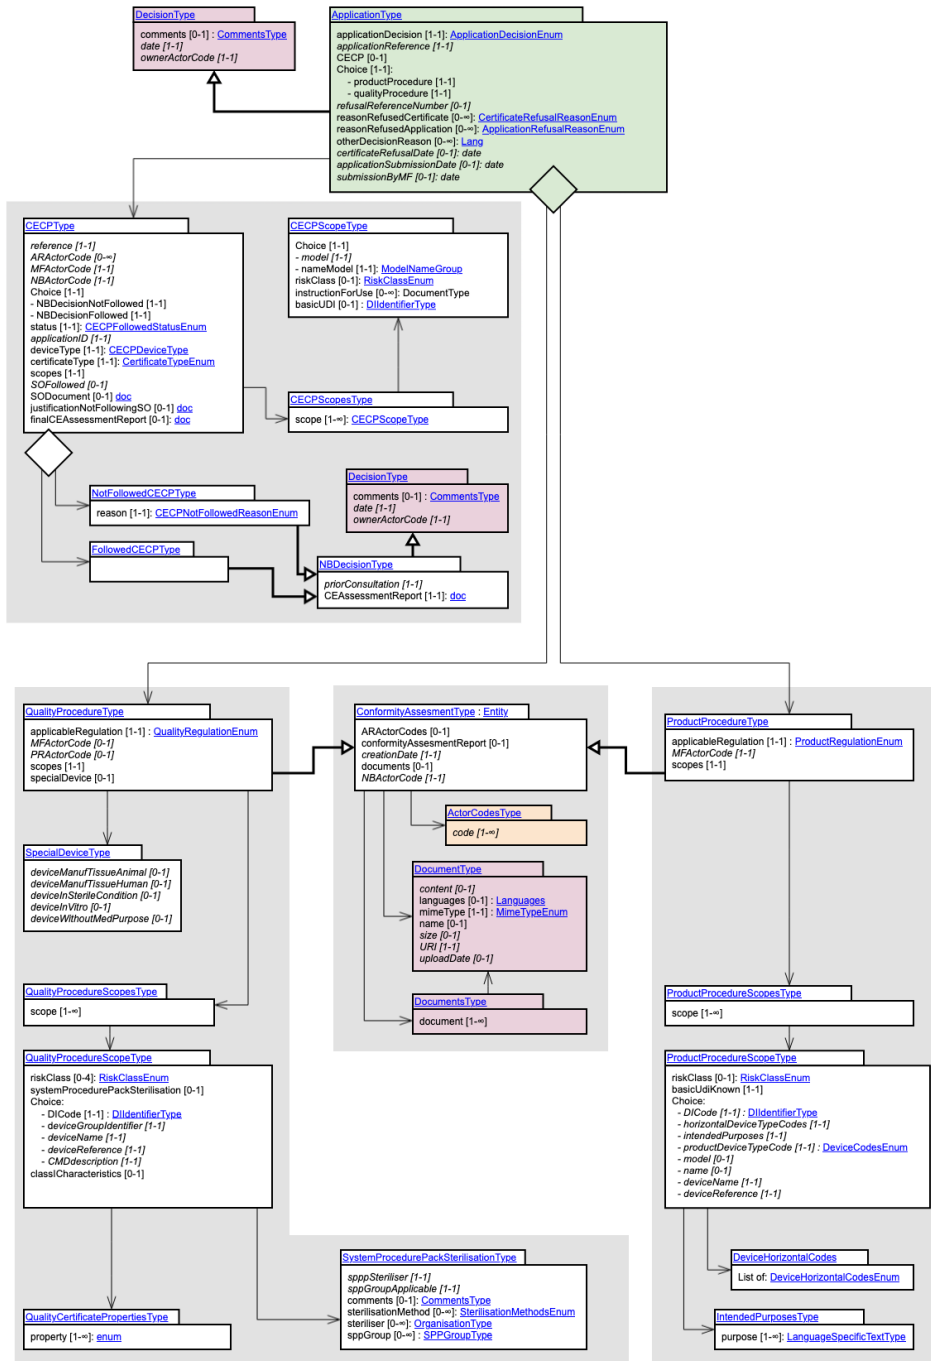 DecisionType
comments [0-1] : CommentsType
date [1-1]
ownerActorCode [1-1]
ApplicationType
applicationDecision [1-1]: ApplicationDecisionEnum
applicationReference [1-1]
CECP [0-1]
Choice [1-1]:
- productProcedure [1-1]
- qualityProcedure [1-1]
refusalReferenceNumber [0-1]
reasonRefusedCertificate [0-∞]: CertificateRefusalReasonEnum
reasonRefusedApplication [0-∞]: ApplicationRefusalReasonEnum
otherDecisionReason [0-∞]: Lang
certificateRefusalDate [0-1]: date
applicationSubmissionDate [0-1]: date
submissionByMF [0-1]: date
CECPType
reference [1-1]
ARActorCode [0-∞]
MFActorCode [1-1]
NBActorCode [1-1]
Choice [1-1]
- NBDecisionNotFollowed [1-1]
- NBDecisionFollowed [1-1]
status [1-1]: CECPFollowedStatusEnum
applicationID [1-1]
deviceType [1-1]: CECPDeviceType
certificateType [1-1]: CertificateTypeEnum
scopes [1-1]
SOFollowed [0-1]
SODocument [0-1] doc
justificationNotFollowingSO [0-1] doc
finalCEAssessmentReport [0-1]: doc
CECPScopeType
Choice [1-1]
- model [1-1]
- nameModel [1-1]: ModelNameGroup
riskClass [0-1]: RiskClassEnum
instructionForUse [0-∞]: DocumentType
basicUDI [0-1] : DIIdentifierType
CECPScopesType
scope [1-∞]: CECPScopeType
NotFollowedCECPType
reason [1-1]: CECPNotFollowedReasonEnum
FollowedCECPType
DecisionType
comments [0-1] : CommentsType
date [1-1]
ownerActorCode [1-1]
NBDecisionType
priorConsultation [1-1]
CEAssessmentReport [1-1]: doc
QualityProcedureType
applicableRegulation [1-1] : QualityRegulationEnum
MFActorCode [0-1]
PRActorCode [0-1]
scopes [1-1]
specialDevice [0-1]
ConformityAssesmentType : Entity
ARActorCodes [0-1]
conformityAssesmentReport [0-1]
creationDate [1-1]
documents [0-1]
NBActorCode [1-1]
ProductProcedureType
applicableRegulation [1-1] : ProductRegulationEnum
MFActorCode [1-1]
scopes [1-1]
ActorCodesType
code [1-∞]
SpecialDeviceType
deviceManufTissueAnimal [0-1]
deviceManufTissueHuman [0-1]
deviceInSterileCondition [0-1]
deviceInVitro [0-1]
deviceWithoutMedPurpose [0-1]
DocumentType
content [0-1]
languages [0-1] : Languages
mimeType [1-1] : MimeTypeEnum
name [0-1]
size [0-1]
URI [1-1]
uploadDate [0-1]
DocumentsType
document [1-∞]
QualityProcedureScopesType
scope [1-∞]
ProductProcedureScopesType
scope [1-∞]
QualityProcedureScopeType
riskClass [0-4]: RiskClassEnum
systemProcedurePackSterilisation [0-1]
Choice:
- DICode [1-1] : DIIdentifierType
- deviceGroupIdentifier [1-1]
- deviceName [1-1]
- deviceReference [1-1]
- CMDdescription [1-1]
classICharacteristics [0-1]
ProductProcedureScopeType
riskClass [0-1]: RiskClassEnum
basicUdiKnown [1-1]
Choice:
- DICode [1-1] : DIIdentifierType
- horizontalDeviceTypeCodes [1-1]
- intendedPurposes [1-1]
- productDeviceTypeCode [1-1] : DeviceCodesEnum
- model [0-1]
- name [0-1]
- deviceName [1-1]
- deviceReference [1-1]
SystemProcedurePackSterilisationType
spppSteriliser [1-1]
sppGroupApplicable [1-1]
comments [0-1]: CommentsType
sterilisationMethod [0-∞]: SterilisationMethodsEnum
steriliser [0-∞]: OrganisationType
sppGroup [0-∞] : SPPGroupType
DeviceHorizontalCodes
List of: DeviceHorizontalCodesEnum
QualityCertificatePropertiesType
property [1-∞]: enum
IntendedPurposesType
purpose [1-∞]: LanguageSpecificTextType